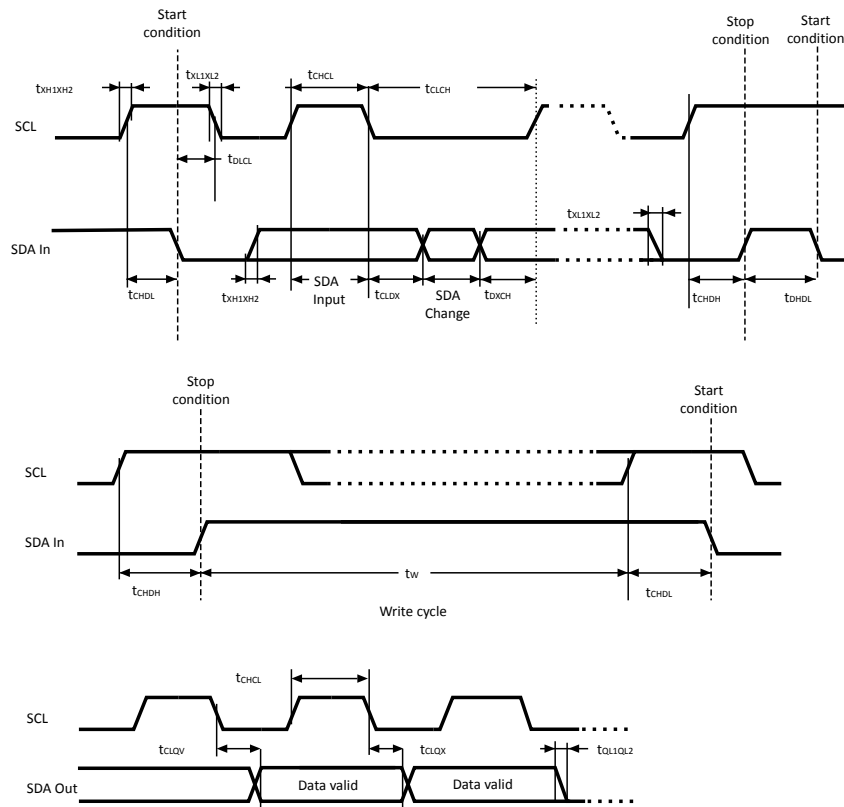 Start
condition
Stop
condition
Start
condition
tXH1XH2
tXL1XL2
tCHCL
tCLCH
SCL
tDLCL
tXL1XL2
SDA In
tCHDL
tXH1XH2
SDA
Input
tCLDX
SDA
Change
tDXCH
tCHDH
tDHDL
Stop
condition
Start
condition
SCL
SDA In
tCHDH
tW
tCHDL
Write cycle
tCHCL
SCL
tCLQV
tCLQX
tQL1QL2
SDA Out
Data valid
Data valid